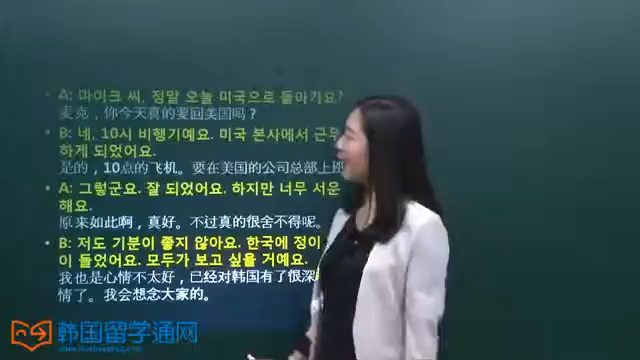 • A: 마이크 씨, 정말 오늘 미국으로 돌아가요?
麦克，你今天真的要回美国吗？
• B: 네, 10시 비행기예요. 미국 본사에서 근무
하게 되었어요.
是的，10点的飞机。要在美国的公司总部上班
• A: 그렇군요. 잘 되었어요. 하지만 너무 서운
해요.
原来如此啊，真好。不过真的很舍不得呢。
• B: 저도 기분이 좋지 않아요. 한국에 정이
이 들었어요. 모두가 보고 싶을 거예요.
我也是心情不太好，已经对韩国有了很深
情了。我会想念大家的。
韩国留学通网